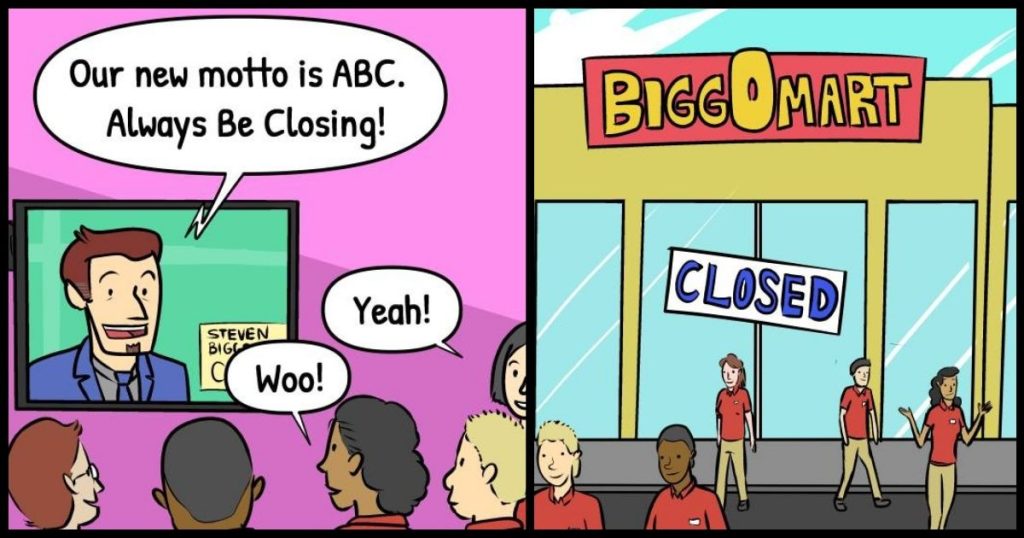 Our new motto is ABC.
Always Be Closing!
Yeah!
Woo!
STEVEN
BIGGOMART
CLOSED